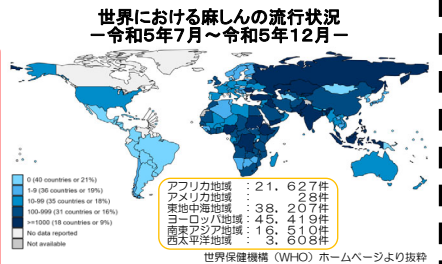 世界における麻しんの流行状況
－令和5年7月～令和5年12月－
0 (40 countries or 21%)
1-9 (36 countries or 19%)
10-99 (35 countries or 18%)
100-999 (31 countries or 16%)
>=1000 (18 countries or 9%)
No data reported
Not available
アフリカ地域 ：21，627件
アメリカ地域 ： 28件
東地中海地域 ：38，207件
ヨーロッパ地域 ：45，419件
南東アジア地域 ：16，510件
西太平洋地域 ： 3，608件
世界保健機構（WHO）ホームページより抜粋